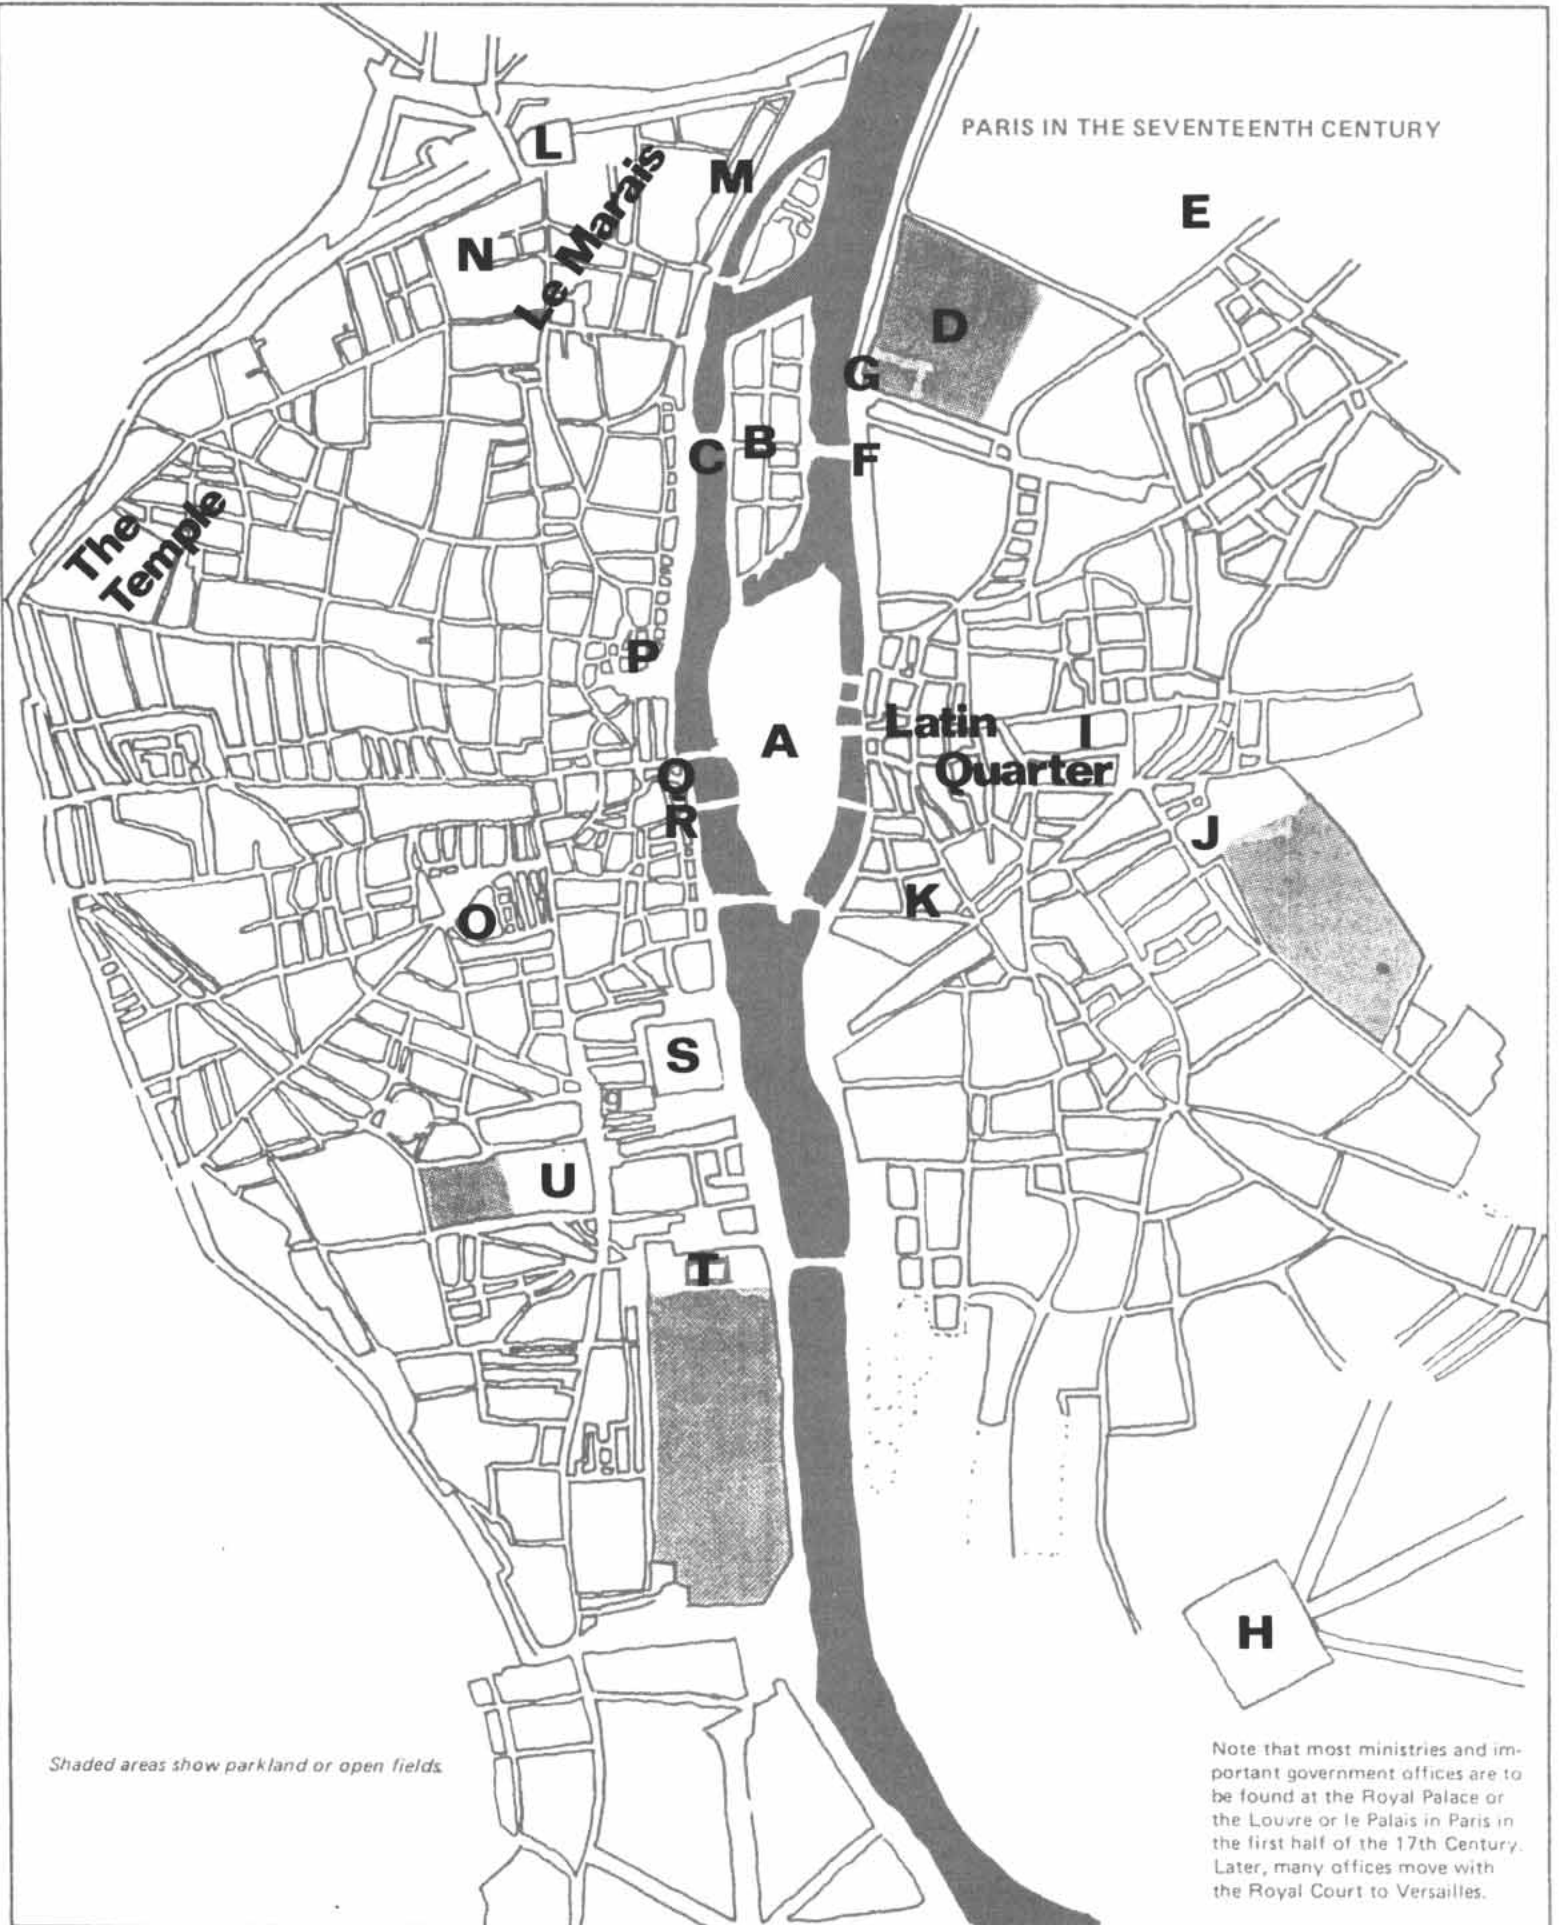 PARIS IN THE SEVENTEENTH CENTURY
L
M
Le Marais
E
N
D
G
B
C
F
The
Temple
P
Latin
Quarter
I
A
Q
R
J
K
O
S
U
T
H
Shaded areas show parkland or open fields.
Note that most ministries and im-
portant government offices are to
be found at the Royal Palace or
the Louvre or le Palais in Paris in
the first half of the 17th Century.
Later, many offices move with
the Royal Court to Versailles.